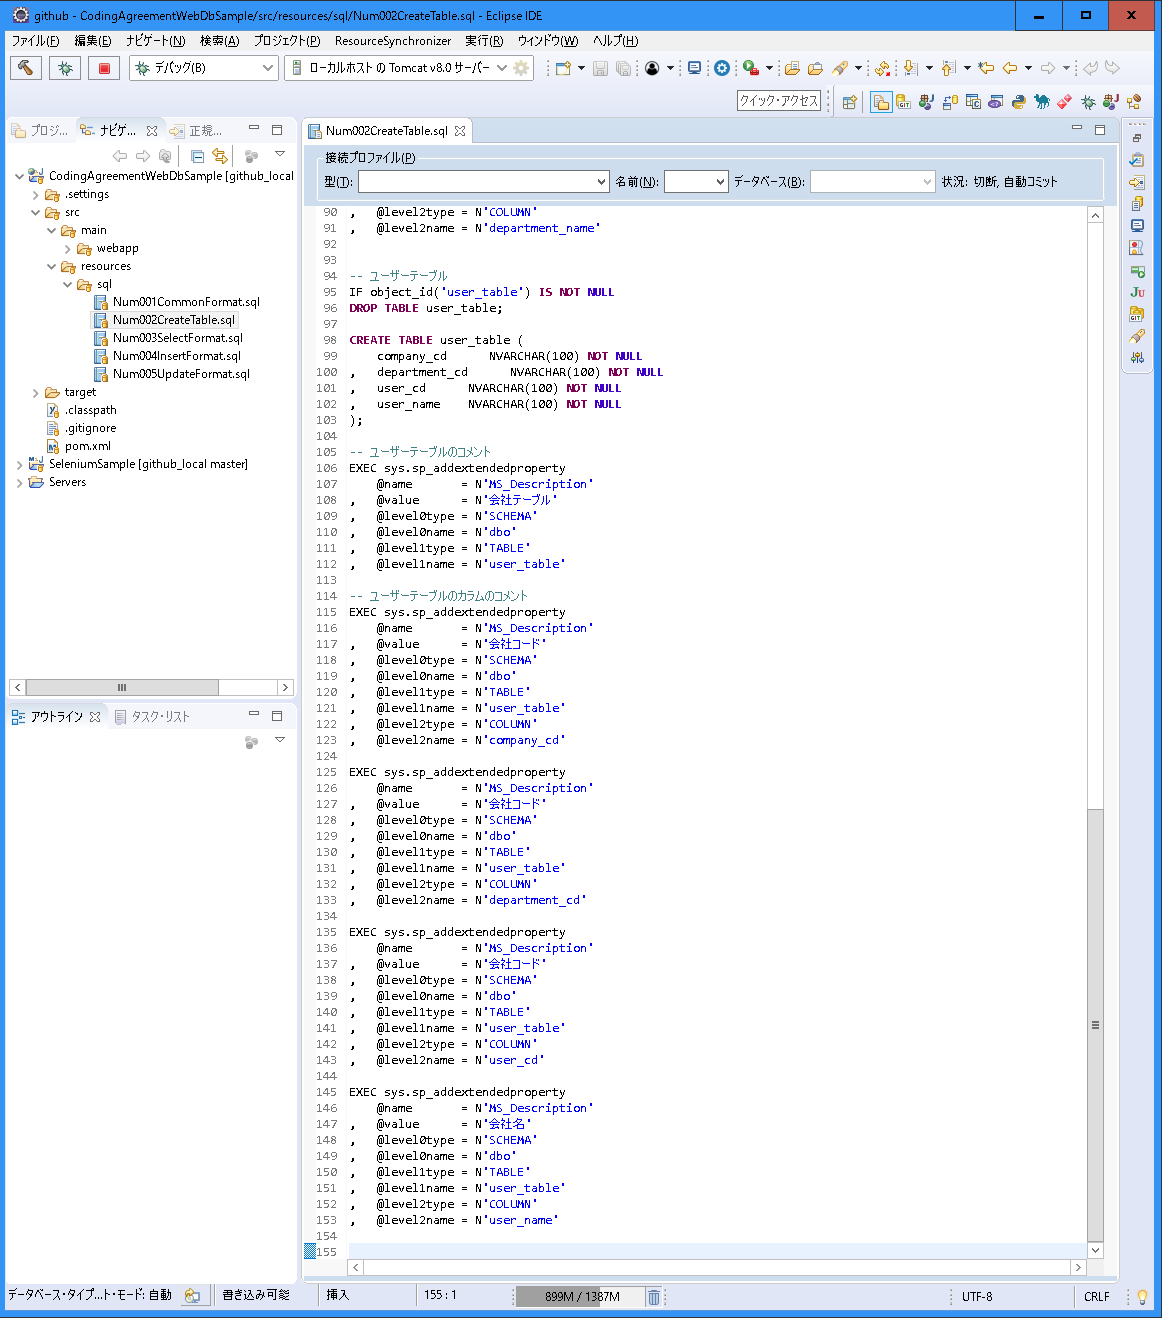 github - CodingAgreementWebDbSample/src/resources/sql/Num002CreateTable.sql - Eclipse IDE
ファイル(F) 編集(E) ナビゲート(N) 検索(A) プロジェクト(P) ResourceSynchronizer 実行(R) ウィンドウ(W) ヘルプ(H)
デバッグ(B) ローカルホスト の Tomcat v8.0 サーバー
クイック・アクセス
プロジ... ナビゲ... 正規...
CodingAgreementWebDbSample [github_local
.settings
src
main
webapp
resources
sql
Num001CommonFormat.sql
Num002CreateTable.sql
Num003SelectFormat.sql
Num004InsertFormat.sql
Num005UpdateFormat.sql
target
.classpath
.gitignore
pom.xml
SeleniumSample [github_local master]
Servers
アウトライン タスク・リスト
Num002CreateTable.sql
接続プロファイル(P)
型(T): 名前(N): データベース(B): 状況: 切断, 自動コミット
90 ,   @level2type = N'COLUMN'
91 ,   @level2name = N'department_name'
92
93
94 -- ユーザーテーブル
95 IF object_id('user_table') IS NOT NULL
96 DROP TABLE user_table;
97
98 CREATE TABLE user_table (
99     company_cd      NVARCHAR(100) NOT NULL
100 ,   department_cd      NVARCHAR(100) NOT NULL
101 ,   user_cd      NVARCHAR(100) NOT NULL
102 ,   user_name    NVARCHAR(100) NOT NULL
103 );
104
105 -- ユーザーテーブルのコメント
106 EXEC sys.sp_addextendedproperty
107     @name       = N'MS_Description'
108 ,   @value      = N'会社テーブル'
109 ,   @level0type = N'SCHEMA'
110 ,   @level0name = N'dbo'
111 ,   @level1type = N'TABLE'
112 ,   @level1name = N'user_table'
113
114 -- ユーザーテーブルのカラムのコメント
115 EXEC sys.sp_addextendedproperty
116     @name       = N'MS_Description'
117 ,   @value      = N'会社コード'
118 ,   @level0type = N'SCHEMA'
119 ,   @level0name = N'dbo'
120 ,   @level1type = N'TABLE'
121 ,   @level1name = N'user_table'
122 ,   @level2type = N'COLUMN'
123 ,   @level2name = N'company_cd'
124
125 EXEC sys.sp_addextendedproperty
126     @name       = N'MS_Description'
127 ,   @value      = N'会社コード'
128 ,   @level0type = N'SCHEMA'
129 ,   @level0name = N'dbo'
130 ,   @level1type = N'TABLE'
131 ,   @level1name = N'user_table'
132 ,   @level2type = N'COLUMN'
133 ,   @level2name = N'department_cd'
134
135 EXEC sys.sp_addextendedproperty
136     @name       = N'MS_Description'
137 ,   @value      = N'会社コード'
138 ,   @level0type = N'SCHEMA'
139 ,   @level0name = N'dbo'
140 ,   @level1type = N'TABLE'
141 ,   @level1name = N'user_table'
142 ,   @level2type = N'COLUMN'
143 ,   @level2name = N'user_cd'
144
145 EXEC sys.sp_addextendedproperty
146     @name       = N'MS_Description'
147 ,   @value      = N'会社名'
148 ,   @level0type = N'SCHEMA'
149 ,   @level0name = N'dbo'
150 ,   @level1type = N'TABLE'
151 ,   @level1name = N'user_table'
152 ,   @level2type = N'COLUMN'
153 ,   @level2name = N'user_name'
154
155
データベース・タイプ...ト・モード: 自動 書き込み可能 挿入 155 : 1 899M / 1387M UTF-8 CRLF